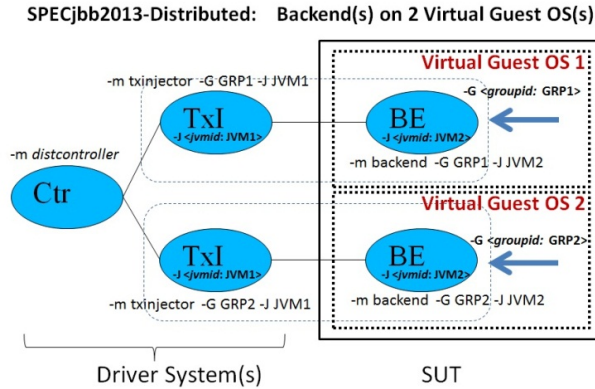 SPECjbb2013-Distributed: Backend(s) on 2 Virtual Guest OS(s)
Virtual Guest OS 1
-m txinjector -G GRP1 -J JVM1
-G <groupid: GRP1>
TxI
-J <jvmid: JVM1>
BE
-J <jvmid: JVM2>
-m distcontroller
-m backend -G GRP1 -J JVM2
Ctr
Virtual Guest OS 2
-G <groupid: GRP2>
TxI
-J <jvmid: JVM1>
BE
-J <jvmid: JVM2>
-m txinjector -G GRP2 -J JVM1
-m backend -G GRP2 -J JVM2
Driver System(s)
SUT